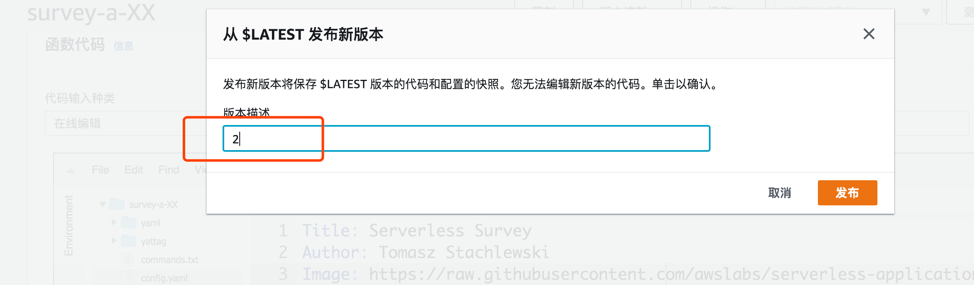 survey-a-XX
从 $LATEST 发布新版本
函数代码 信息
发布新版本将保存 $LATEST 版本的代码和配置的快照。您无法编辑新版本的代码。单击以确认。
代码输入种类
版本描述
在线编辑
2
File Edit Find
取消
发布
Environment
survey-a-XX
yaml
yattag
commands.txt
config.yaml
1 Title: Serverless Survey
2 Author: Tomasz Stachlewski
3 Image: https://raw.githubusercontent.com/awslabs/serverless-application